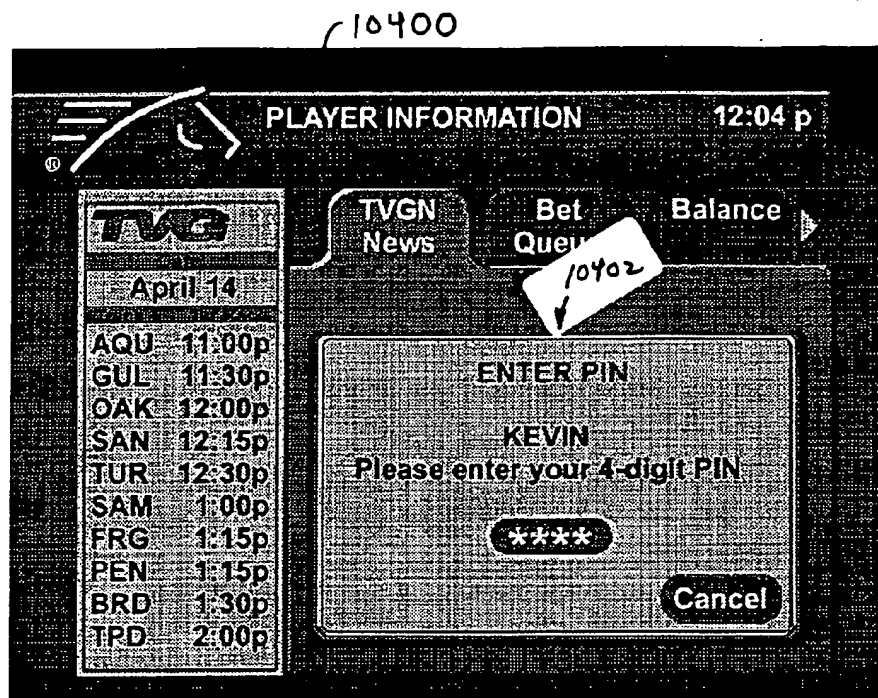 10400
PLAYER INFORMATION 12:04 p
®
TVG
TVGN News
Bet
Balance
10402
April 14
AQU 11:00p
GUL 11:30p
OAK 12:00p
SAN 12:15p
TUR 12:30p
SAM 1:00p
FRG 1:15p
PEN 1:15p
BRD 1:30p
TPD 2:00p
ENTER PIN
KEVIN
Please enter your 4-digit PIN
****
Cancel